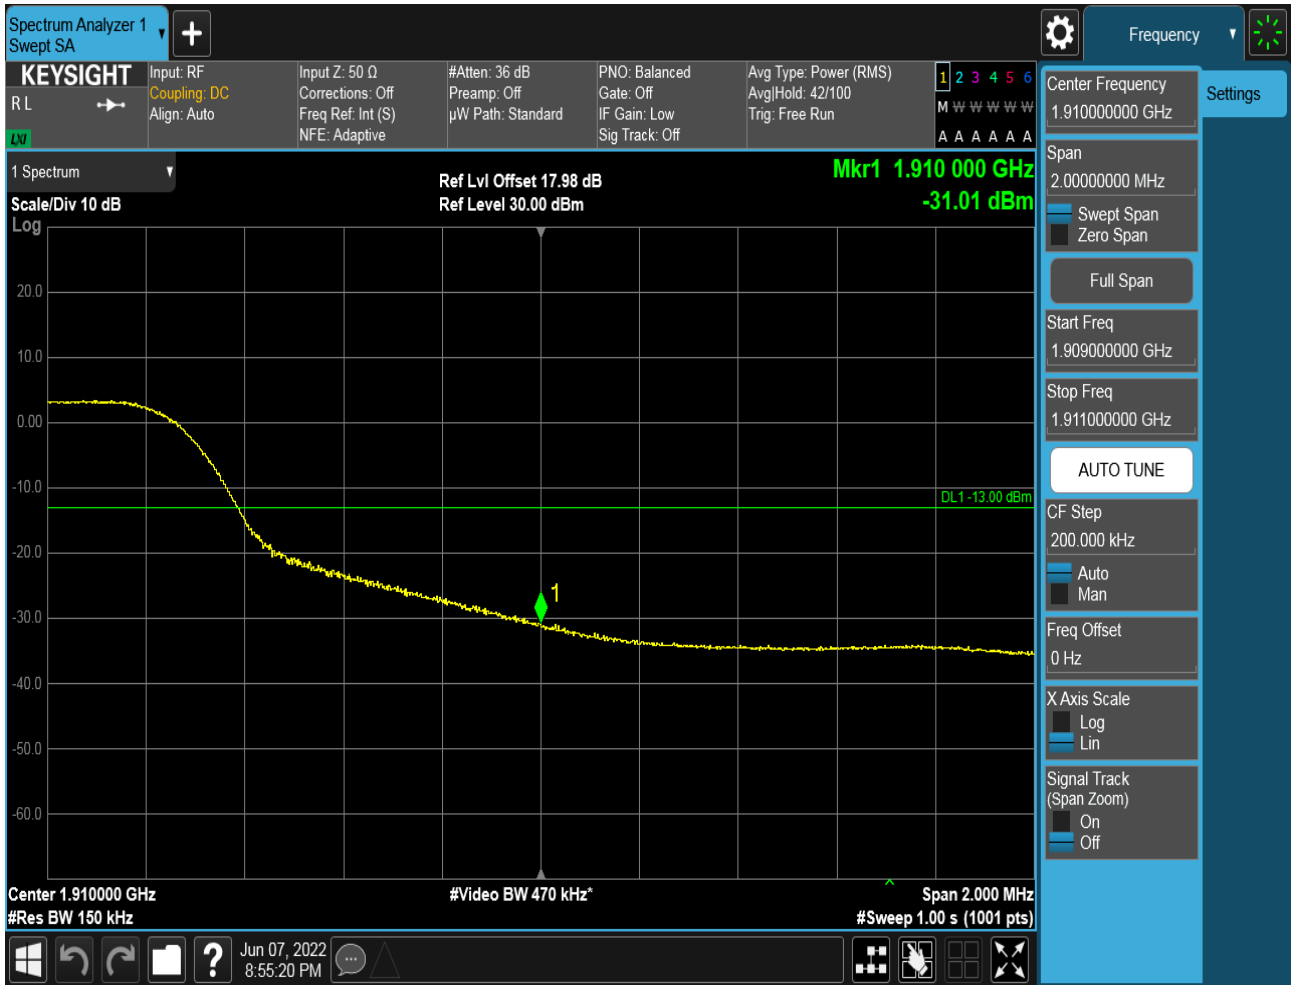 Spectrum Analyzer 1
Swept SA
Frequency
KEYSIGHT
R L
LXI
Input: RF
Coupling: DC
Align: Auto
Input Z: 50 Ω
Corrections: Off
Freq Ref: Int (S)
NFE: Adaptive
#Atten: 36 dB
Preamp: Off
µW Path: Standard
PNO: Balanced
Gate: Off
IF Gain: Low
Sig Track: Off
Avg Type: Power (RMS)
Avg|Hold: 42/100
Trig: Free Run
1 2 3 4 5 6
M W W W W W
A A A A A A
1 Spectrum
Scale/Div 10 dB
Log
Ref Lvl Offset 17.98 dB
Ref Level 30.00 dBm
Mkr1 1.910 000 GHz
-31.01 dBm
20.0
10.0
0.00
-10.0
-20.0
-30.0
-40.0
-50.0
-60.0
DL1 -13.00 dBm
1
Center 1.910000 GHz
#Res BW 150 kHz
#Video BW 470 kHz*
Span 2.000 MHz
#Sweep 1.00 s (1001 pts)
?
Jun 07, 2022
8:55:20 PM
Center Frequency
1.910000000 GHz
Settings
Span
2.00000000 MHz
Swept Span
Zero Span
Full Span
Start Freq
1.909000000 GHz
Stop Freq
1.911000000 GHz
AUTO TUNE
CF Step
200.000 kHz
Auto
Man
Freq Offset
0 Hz
X Axis Scale
Log
Lin
Signal Track
(Span Zoom)
On
Off